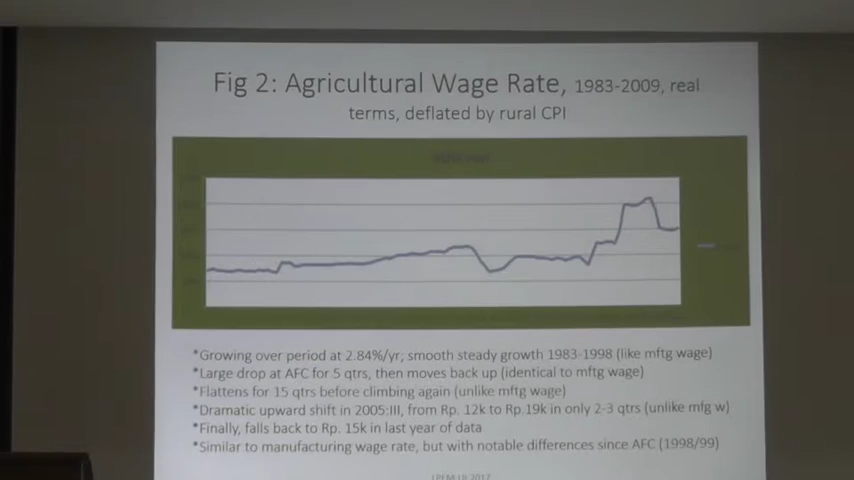 Fig 2: Agricultural Wage Rate, 1983-2009, real
terms, deflated by rural CPI
*Growing over period at 2.84%/yr; smooth steady growth 1983-1998 (like mftg wage)
*Large drop at AFC for 5 qtrs, then moves back up (identical to mftg wage)
*Flattens for 15 qtrs before climbing again (unlike mftg wage)
*Dramatic upward shift in 2005:III, from Rp. 12k to Rp.19k in only 2-3 qtrs (unlike mfg w)
*Finally, falls back to Rp. 15k in last year of data
*Similar to manufacturing wage rate, but with notable differences since AFC (1998/99)
LPEM UI 2017